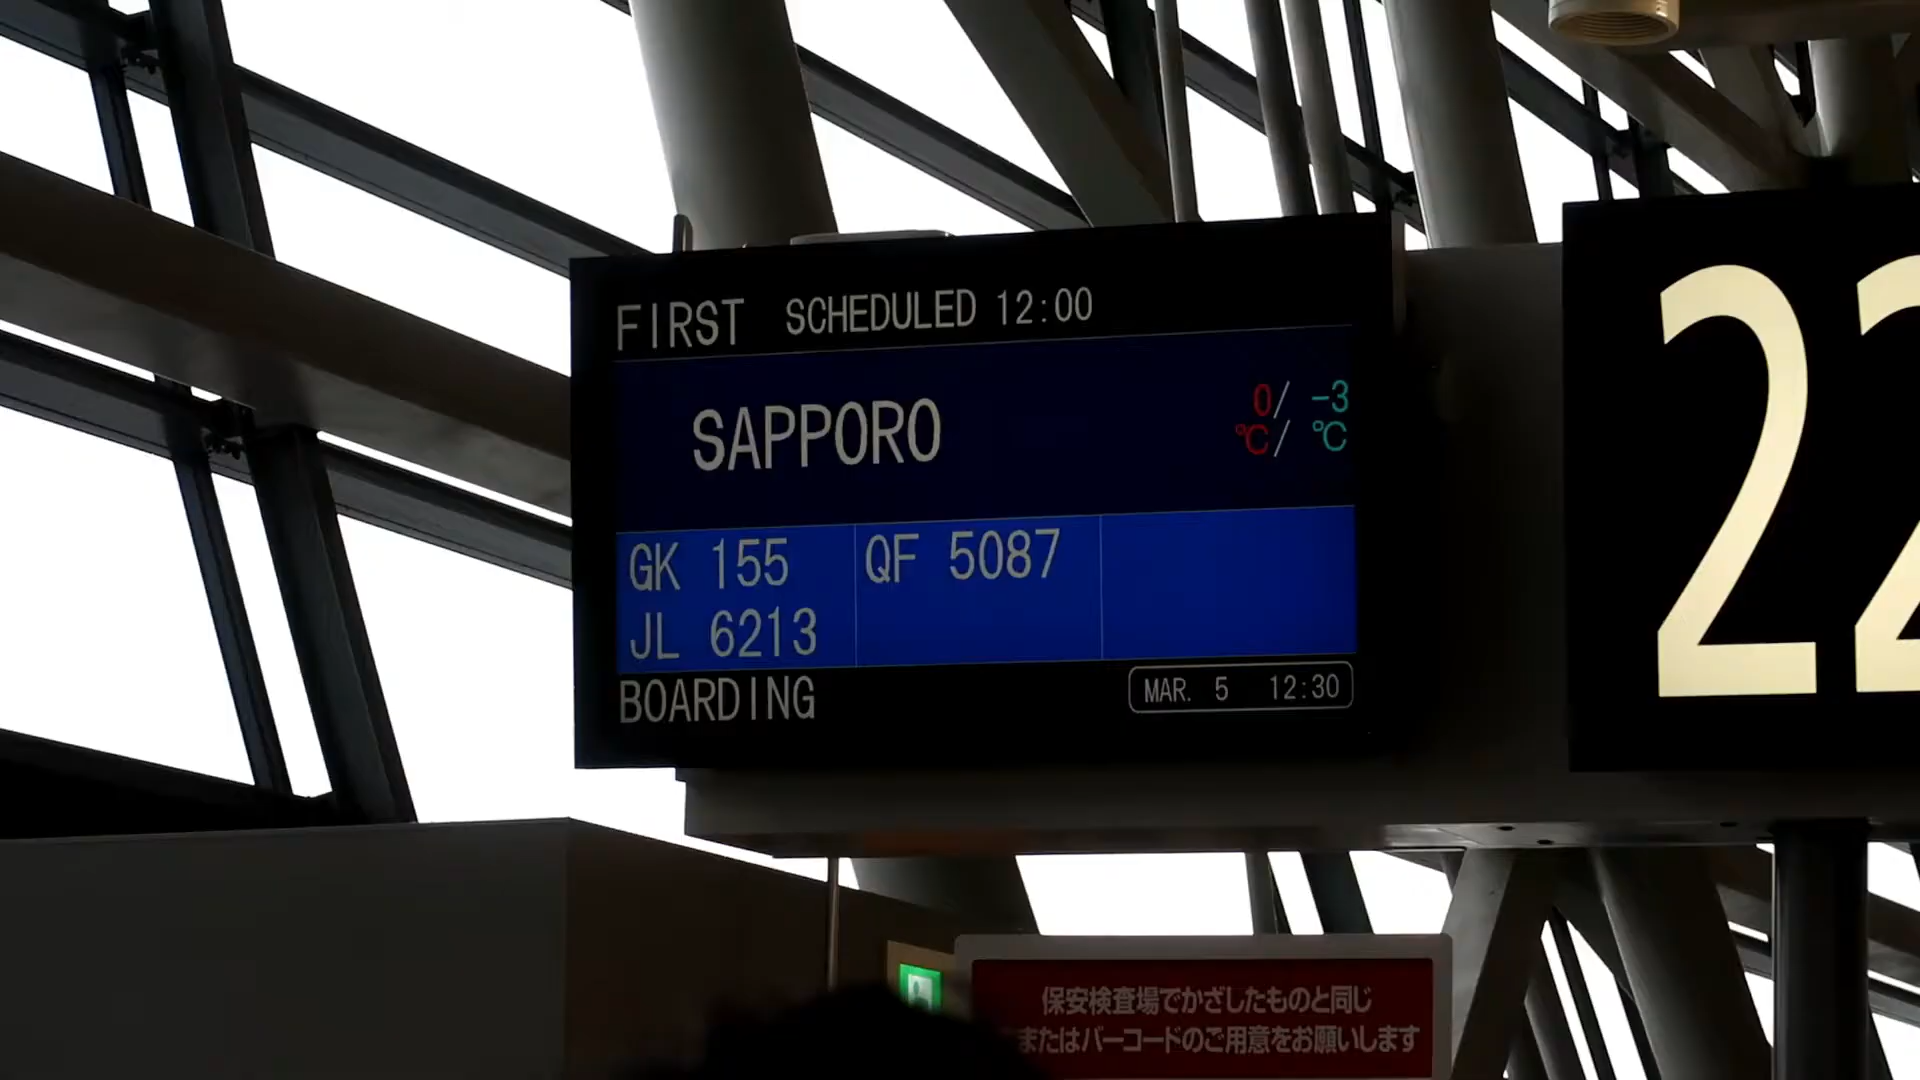 FIRST SCHEDULED 12:00
SAPPORO
0/ -3
℃/ ℃
GK 155 QF 5087
JL 6213
BOARDING MAR. 5 12:30
22
保安検査場でかざしたものと同じ
またはバーコードのご用意をお願いします